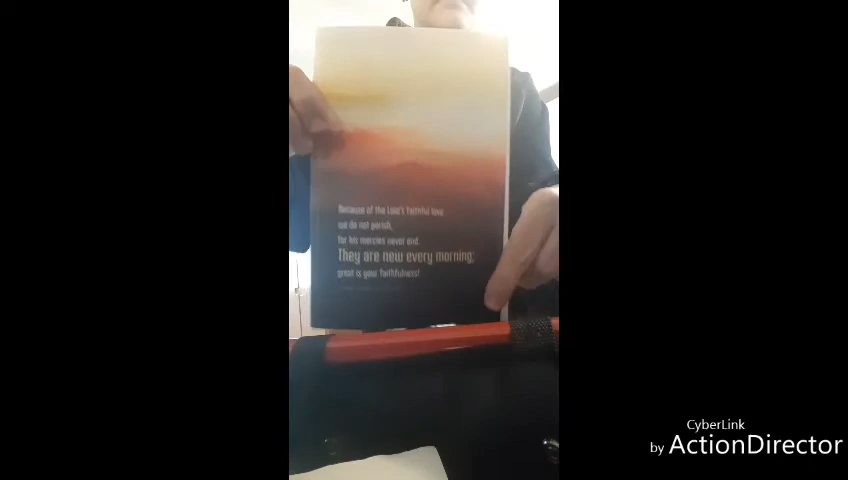 Because of the Lord's faithful love
we do not perish,
for his mercies never end.
They are new every morning;
great is your faithfulness!
CyberLink
by ActionDirector